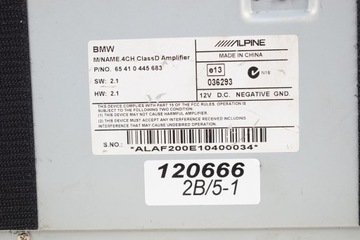 BMW
M/NAME.4CH ClassD Amplifier
P/NO. 65 41 0 445 683
SW: 2.1
HW: 2.1
ALPINE
MADE IN CHINA
e13
036293
N15
12V D.C. NEGATIVE GND.
THIS DEVICE COMPLIES WITH PART 15 OF THE FCC RULES. OPERATION IS
SUBJECT TO THE FOLLOWING TWO CONDITIONS:
(1) THIS DEVICE MAY NOT CAUSE HARMFUL INTERFERENCE, AND
(2) THIS DEVICE MUST ACCEPT ANY INTERFERENCE RECEIVED INCLUDING
INTERFERENCE THAT MAY CAUSE UNDESIRED OPERATION.
S.NO.:
"ALAF200E10400034"
120666
2B/5-1